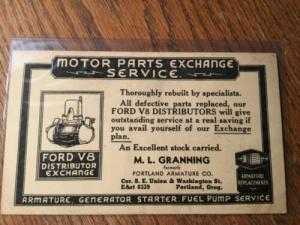 MOTOR PARTS EXCHANGE
SERVICE.
Thoroughly rebuilt by specialists.
All defective parts replaced, our
FORD V8 DISTRIBUTORS will give
outstanding service at a real saving if
you avail yourself of our Exchange
plan.
An Excellent stock carried.
M. L. GRANNING
formerly
PORTLAND ARMATURE CO.
Cor. S. E. Union & Washington St.
EAst 6339 Portland, Oreg.
FORD V8
DISTRIBUTOR
EXCHANGE
ARMATURE
REPLACEMENTS
ARMATURE, GENERATOR STARTER FUEL PUMP SERVICE